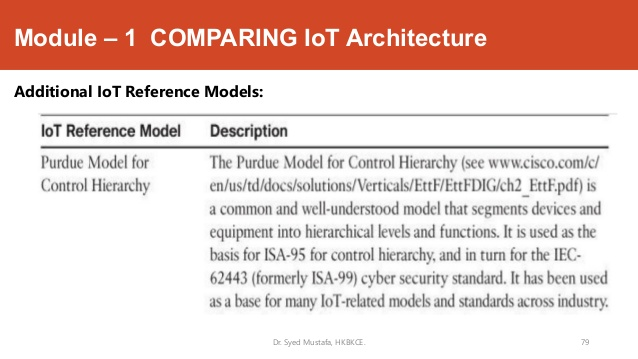 Module – 1 COMPARING IoT Architecture
Additional IoT Reference Models:
IoT Reference Model Description
Purdue Model for The Purdue Model for Control Hierarchy (see www.cisco.com/c/
Control Hierarchy en/us/td/docs/solutions/Verticals/EttF/EttFDIG/ch2_EttF.pdf) is
a common and well-understood model that segments devices and
equipment into hierarchical levels and functions. It is used as the
basis for ISA-95 for control hierarchy, and in turn for the IEC-
62443 (formerly ISA-99) cyber security standard. It has been used
as a base for many IoT-related models and standards across industry.
Dr. Syed Mustafa, HKBKCE. 79